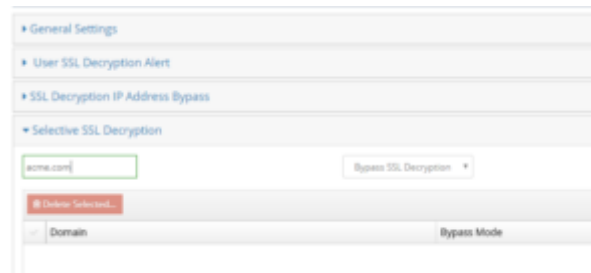 General Settings
User SSL Decryption Alert
SSL Decryption IP Address Bypass
Selective SSL Decryption
acme.com Bypass SSL Decryption
Delete Selected...
Domain Bypass Mode